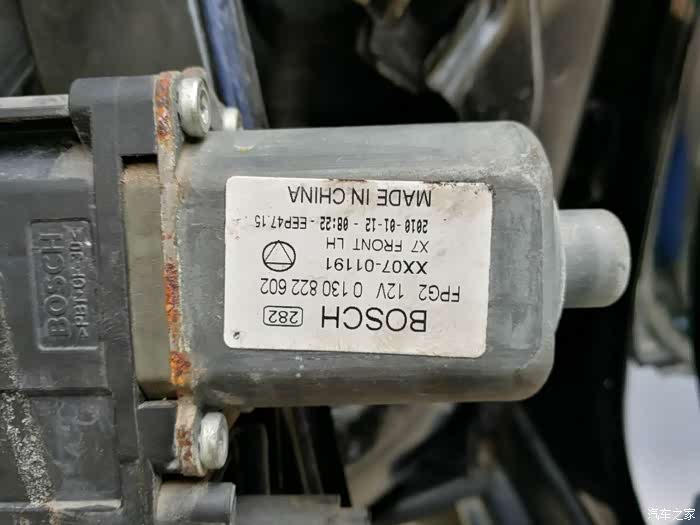 BOSCH 282
FPG2 12V 0 130 822 602
XX07-01191
X7 FRONT LH
2010-01-12 - 08:22 - EEP47.15
MADE IN CHINA
BOSCH
汽车之家